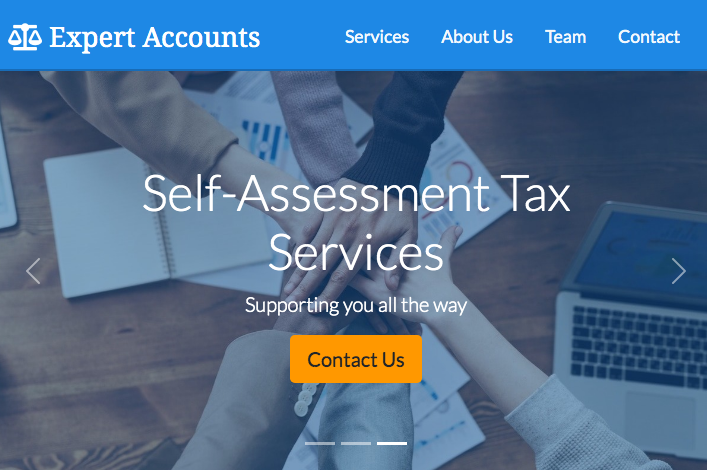 Expert Accounts
Services
About Us
Team
Contact
Self-Assessment Tax
Services
Supporting you all the way
Contact Us